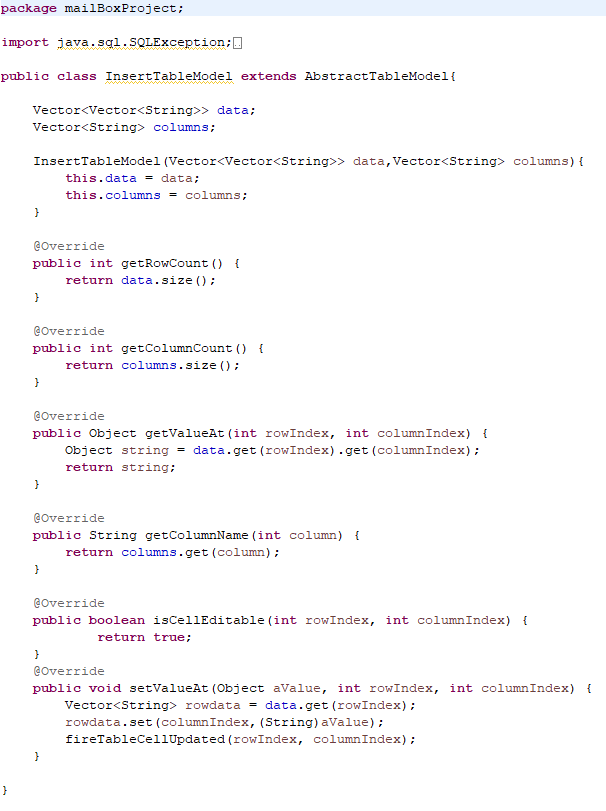 package mailBoxProject;
import java.sql.SQLException;
public class InsertTableModel extends AbstractTableModel{
Vector<Vector<String>> data;
Vector<String> columns;
InsertTableModel(Vector<Vector<String>> data,Vector<String> columns){
this.data = data;
this.columns = columns;
}
@Override
public int getRowCount() {
return data.size();
}
@Override
public int getColumnCount() {
return columns.size();
}
@Override
public Object getValueAt(int rowIndex, int columnIndex) {
Object string = data.get(rowIndex).get(columnIndex);
return string;
}
@Override
public String getColumnName(int column) {
return columns.get(column);
}
@Override
public boolean isCellEditable(int rowIndex, int columnIndex) {
return true;
}
@Override
public void setValueAt(Object aValue, int rowIndex, int columnIndex) {
Vector<String> rowdata = data.get(rowIndex);
rowdata.set(columnIndex,(String)aValue);
fireTableCellUpdated(rowIndex, columnIndex);
}
}